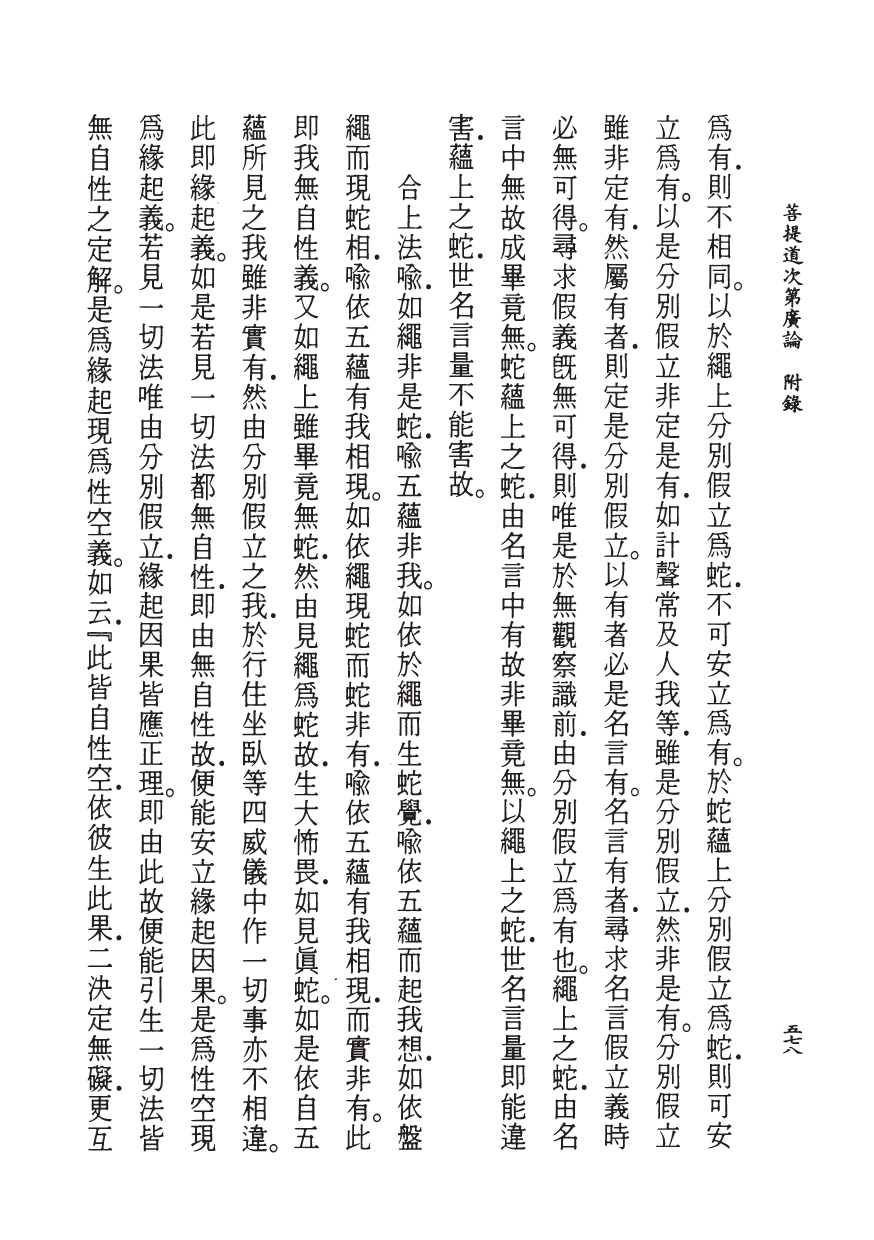 菩提道次第廣論　附錄
五七八
爲有．則不相同。以於繩上分別假立爲蛇．不可安立爲有。於蛇蘊上分別假立爲蛇．則可安
立爲有。以是分別假立非定是有．如計聲常及人我等．雖是分別假立．然非是有。分別假立
雖非定有．然屬有者．則定是分別假立。以有者必是名言有。名言有者．尋求名言假立義時
必無可得。尋求假義旣無可得．則唯是於無觀察識前．由分別假立爲有也。繩上之蛇．由名
言中無故成畢竟無。蛇蘊上之蛇．由名言中有故非畢竟無。以繩上之蛇．世名言量即能違
害．蘊上之蛇．世名言量不能害故。
合上法喩．如繩非是蛇．喩五蘊非我。如依於繩而生蛇覺．喩依五蘊而起我想．如依盤
繩而現蛇相．喩依五蘊有我相現。如依繩現蛇而蛇非有．喩依五蘊有我相現．而實非有。此
即我無自性義。又如繩上雖畢竟無蛇．然由見繩爲蛇故．生大怖畏．如見眞蛇。如是依自五
蘊所見之我雖非實有．然由分別假立之我．於行住坐臥等四威儀中作一切事亦不相違。
此即緣起義。如是若見一切法都無自性．即由無自性故．便能安立緣起因果。是爲性空現
爲緣起義。若見一切法唯由分別假立．緣起因果皆應正理。即由此故便能引生一切法皆
無自性之定解。是爲緣起現爲性空義。如云．『此皆自性空．依彼生此果．二決定無礙．更互